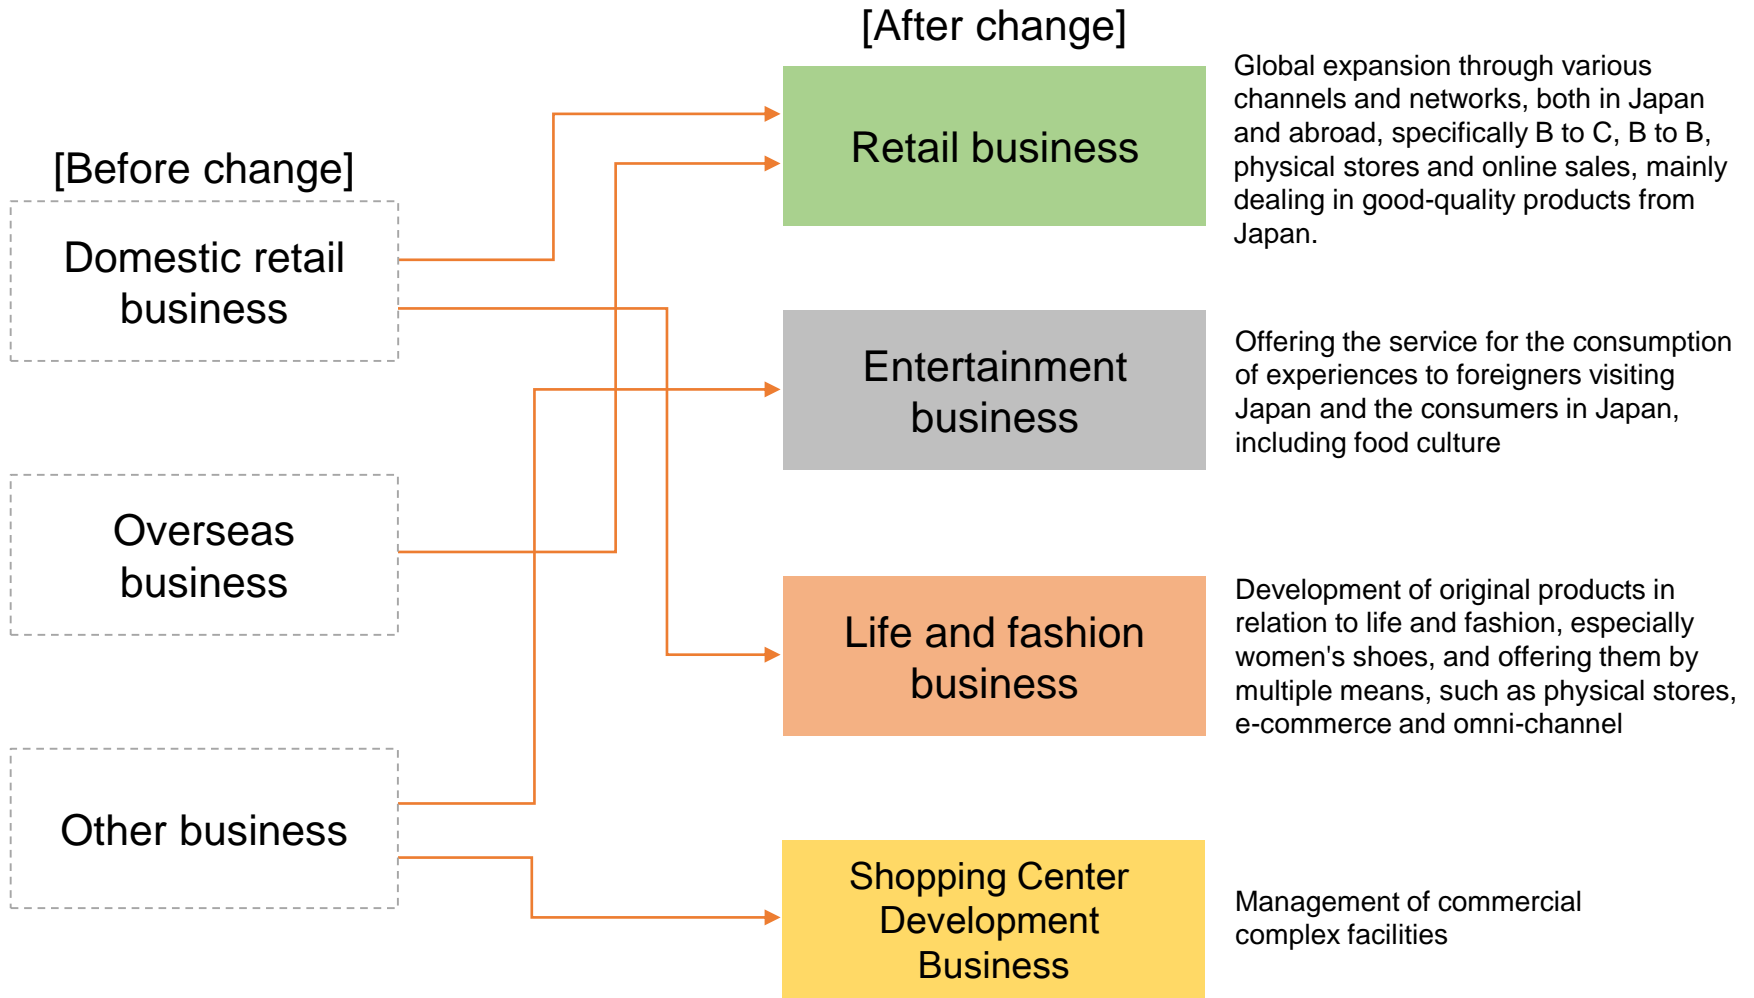 [Before change]
Domestic retail
business
Overseas
business
Other business
[After change]
Retail business
Global expansion through various
channels and networks, both in Japan
and abroad, specifically B to C, B to B,
physical stores and online sales, mainly
dealing in good-quality products from
Japan.
Entertainment
business
Offering the service for the consumption
of experiences to foreigners visiting
Japan and the consumers in Japan,
including food culture
Life and fashion
business
Development of original products in
relation to life and fashion, especially
women's shoes, and offering them by
multiple means, such as physical stores,
e-commerce and omni-channel
Shopping Center
Development
Business
Management of commercial
complex facilities